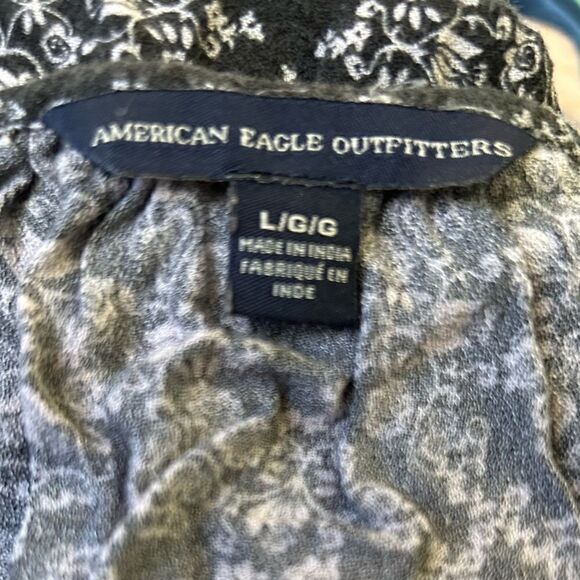 AMERICAN EAGLE OUTFITTERS
L/G/G
MADE IN INDIA
FABRIQUÉ EN
INDE